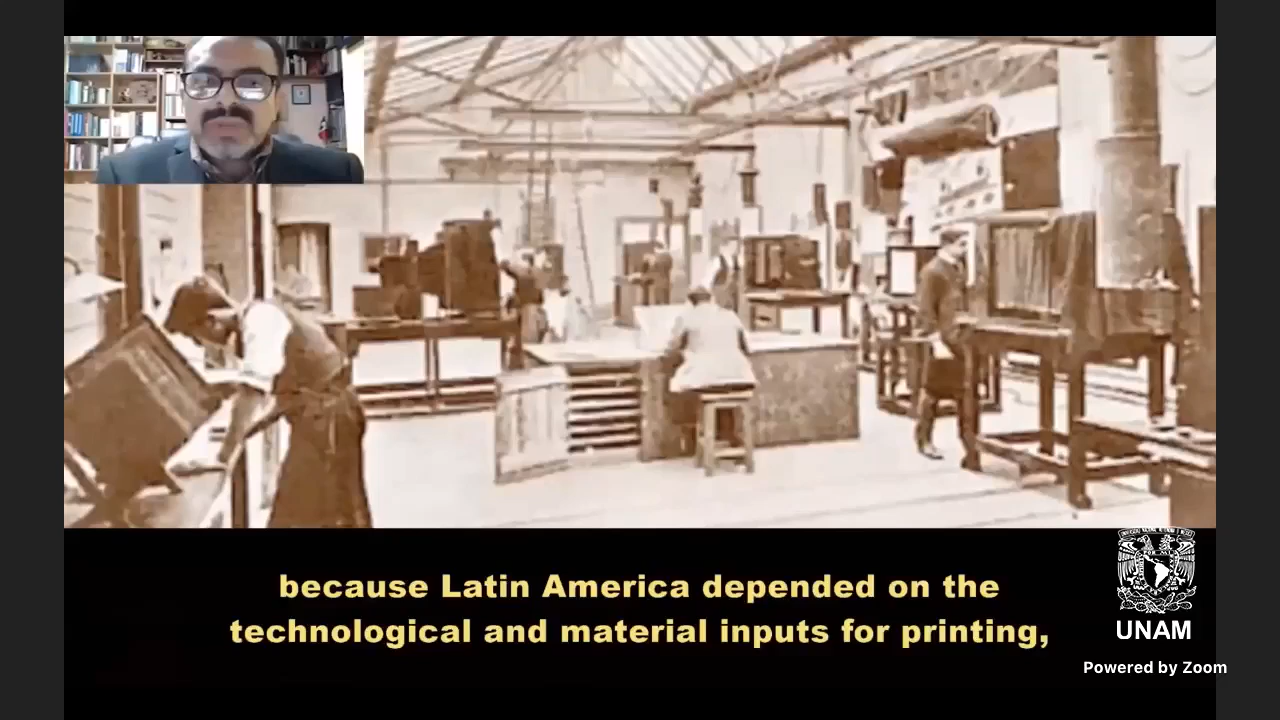 because Latin America depended on the
technological and material inputs for printing,
UNAM
Powered by Zoom